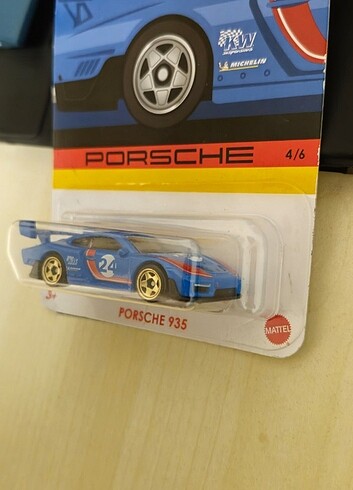 KW
MICHELIN
PORSCHE
4/6
24
3+
PORSCHE 935
MATTEL